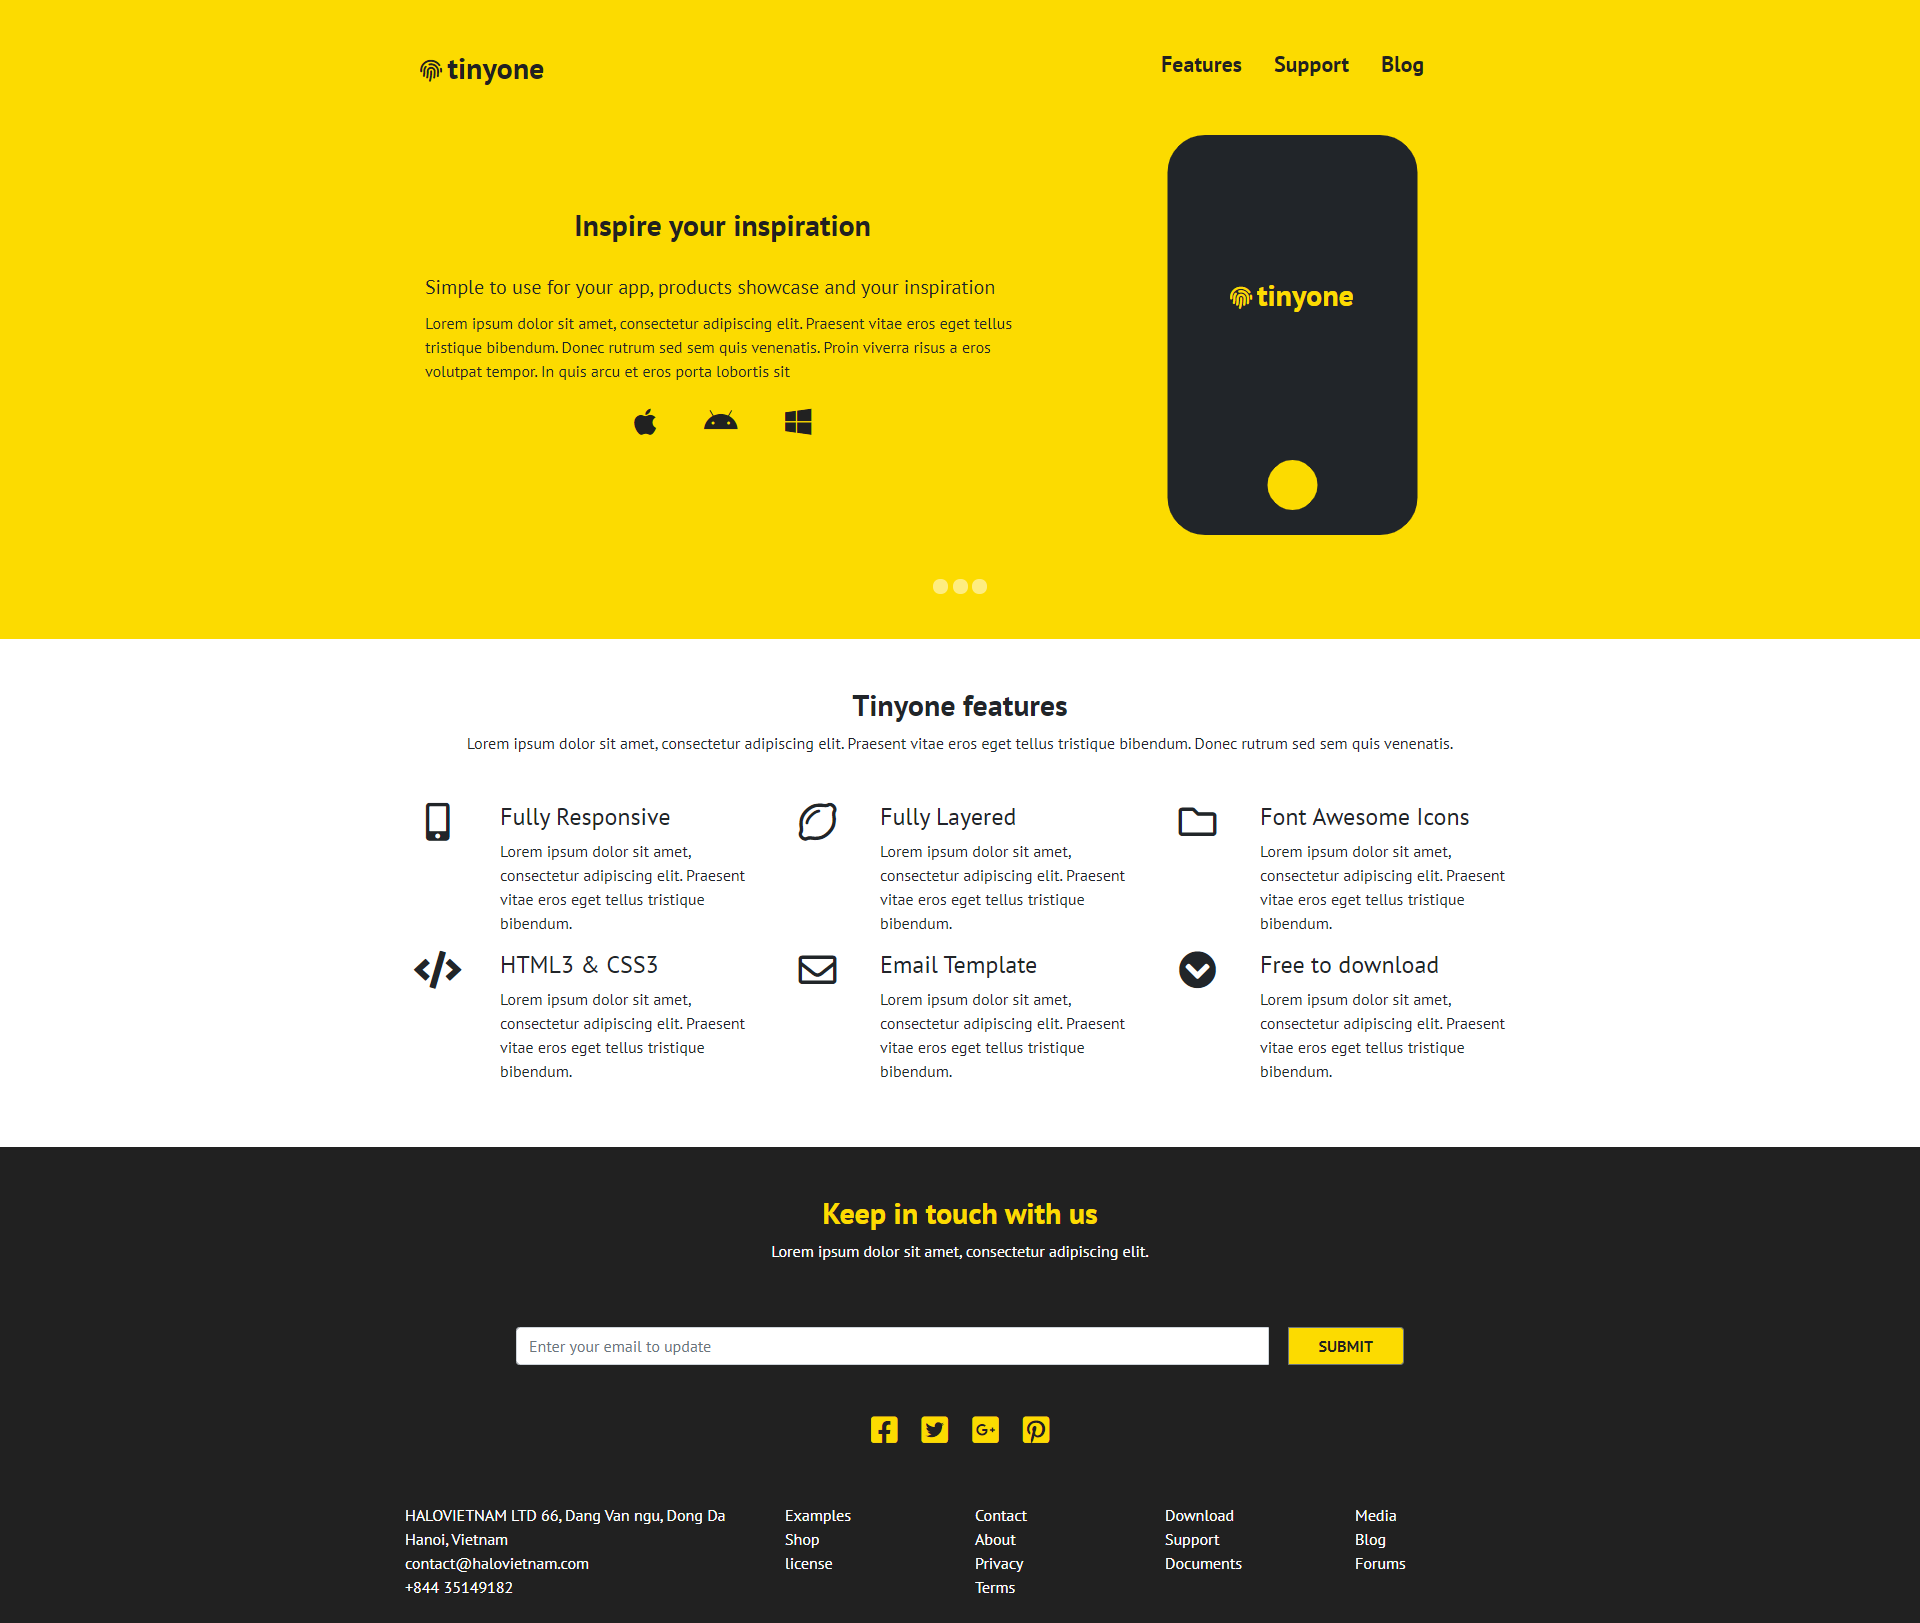 tinyone
Features Support Blog
Inspire your inspiration
Simple to use for your app, products showcase and your inspiration
Lorem ipsum dolor sit amet, consectetur adipiscing elit. Praesent vitae eros eget tellus
tristique bibendum. Donec rutrum sed sem quis venenatis. Proin viverra risus a eros
volutpat tempor. In quis arcu et eros porta lobortis sit
tinyone
Tinyone features
Lorem ipsum dolor sit amet, consectetur adipiscing elit. Praesent vitae eros eget tellus tristique bibendum. Donec rutrum sed sem quis venenatis.
Fully Responsive
Lorem ipsum dolor sit amet,
consectetur adipiscing elit. Praesent
vitae eros eget tellus tristique
bibendum.
Fully Layered
Lorem ipsum dolor sit amet,
consectetur adipiscing elit. Praesent
vitae eros eget tellus tristique
bibendum.
Font Awesome Icons
Lorem ipsum dolor sit amet,
consectetur adipiscing elit. Praesent
vitae eros eget tellus tristique
bibendum.
HTML3 & CSS3
Lorem ipsum dolor sit amet,
consectetur adipiscing elit. Praesent
vitae eros eget tellus tristique
bibendum.
Email Template
Lorem ipsum dolor sit amet,
consectetur adipiscing elit. Praesent
vitae eros eget tellus tristique
bibendum.
Free to download
Lorem ipsum dolor sit amet,
consectetur adipiscing elit. Praesent
vitae eros eget tellus tristique
bibendum.
Keep in touch with us
Lorem ipsum dolor sit amet, consectetur adipiscing elit.
Enter your email to update
SUBMIT
HALOVIETNAM LTD 66, Dang Van ngu, Dong Da
Hanoi, Vietnam
contact@halovietnam.com
+844 35149182
Examples
Shop
license
Contact
About
Privacy
Terms
Download
Support
Documents
Media
Blog
Forums